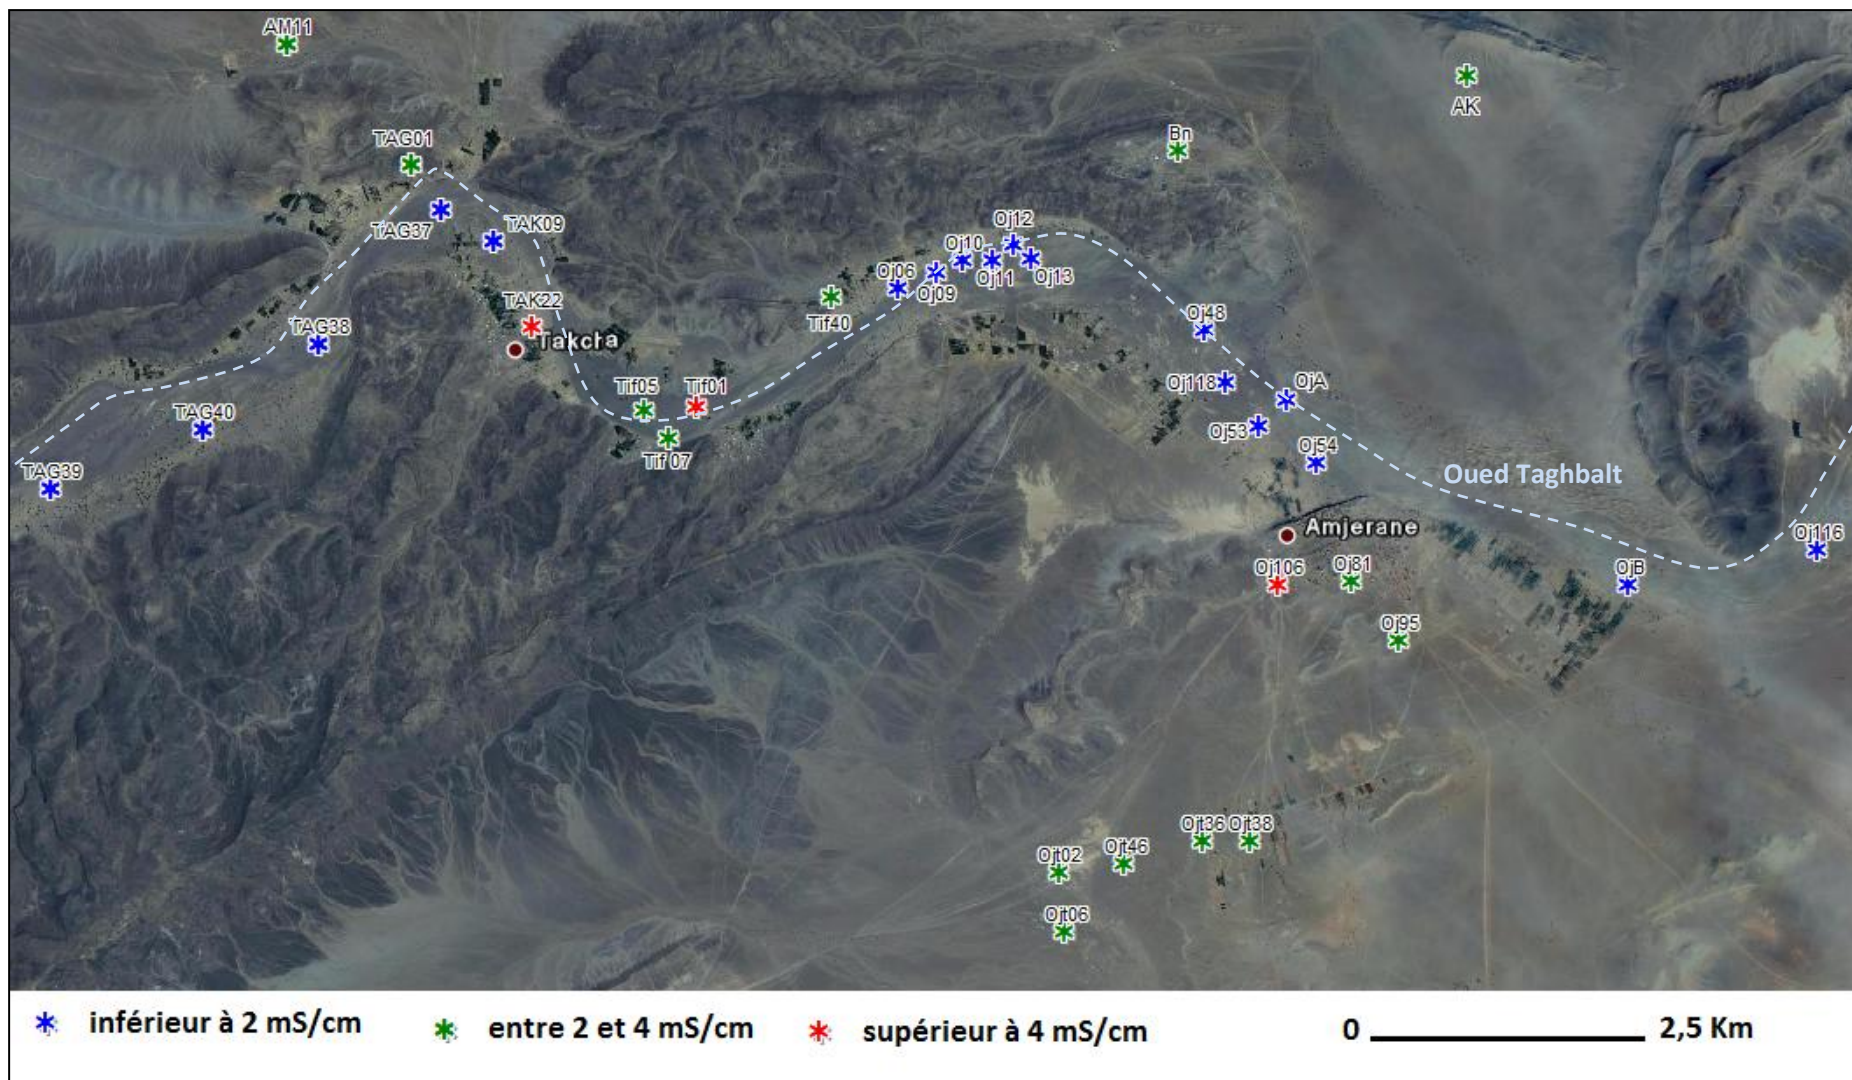 AM11
AK
TAG01
Bn
TAG37
TAK09
Oj12
Oj10
Oj11
Oj13
Oj06
Oj09
TAK22
Tif40
TAG38
Takcha
Oj48
Oj118
OjA
Tif05
Tif01
TAG40
Oj53
Oj54
Tif 07
TAG39
Oued Taghbalt
Amjerane
Oj116
Oj106
Oj81
OjB
Oj95
Ojt36
Ojt38
Ojt02
Ojt46
Ojt06
inférieur à 2 mS/cm
entre 2 et 4 mS/cm
supérieur à 4 mS/cm
0
2,5 Km